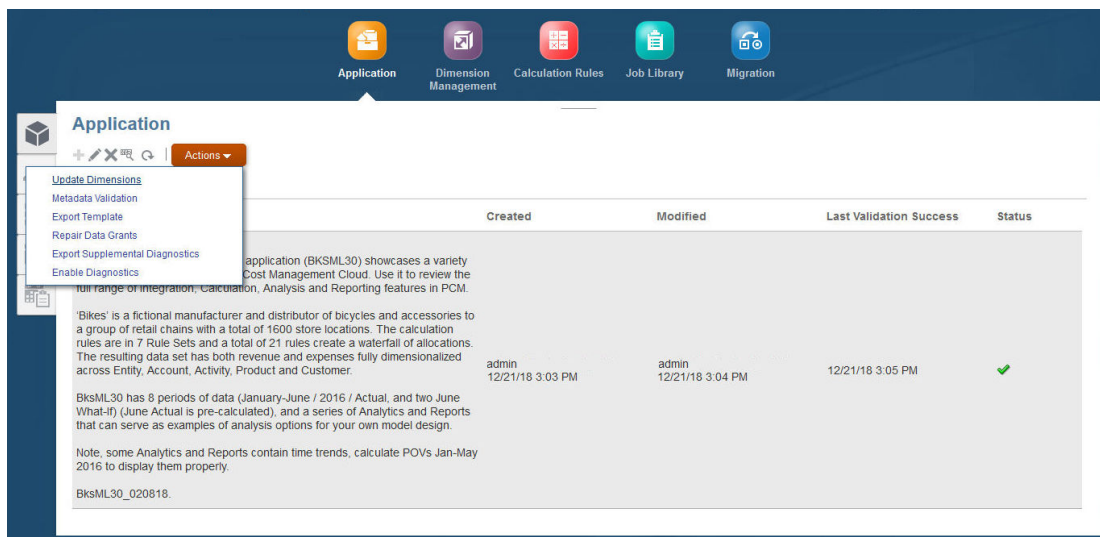 Application
Dimension
Management
Calculation Rules
Job Library
Migration
Application
Actions
Update Dimensions
Metadata Validation
Export Template
Repair Data Grants
Export Supplemental Diagnostics
Enable Diagnostics
Created
Modified
Last Validation Success
Status
application (BKSML30) showcases a variety
Cost Management Cloud. Use it to review the
full range of Integration, Calculation, Analysis and Reporting features in PCM.
'Bikes' is a fictional manufacturer and distributor of bicycles and accessories to
a group of retail chains with a total of 1600 store locations. The calculation
rules are in 7 Rule Sets and a total of 21 rules create a waterfall of allocations.
The resulting data set has both revenue and expenses fully dimensionalized
across Entity, Account, Activity, Product and Customer.
BksML30 has 8 periods of data (January-June / 2016 / Actual, and two June
What-If) (June Actual is pre-calculated), and a series of Analytics and Reports
that can serve as examples of analysis options for your own model design.
Note, some Analytics and Reports contain time trends, calculate POVs Jan-May
2016 to display them properly.
BksML30_020818.
admin
12/21/18 3:03 PM
admin
12/21/18 3:04 PM
12/21/18 3:05 PM